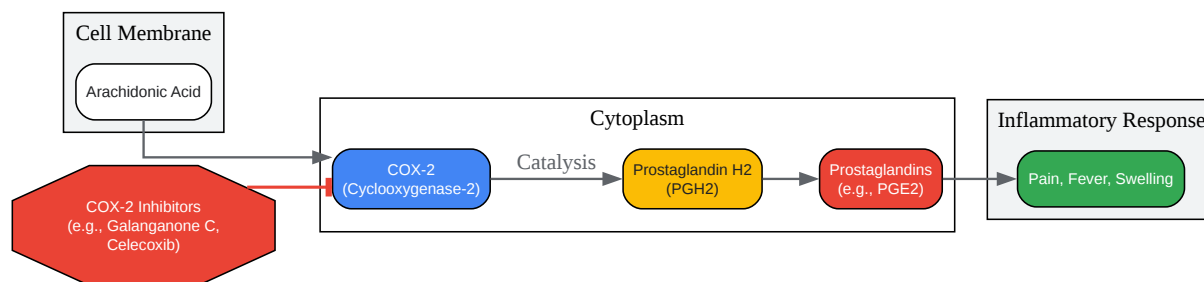 Cell Membrane
Arachidonic Acid
COX-2 Inhibitors
(e.g., Galanganone C,
Celecoxib)
Cytoplasm
COX-2
(Cyclooxygenase-2)
Catalysis
Prostaglandin H2
(PGH2)
Prostaglandins
(e.g., PGE2)
Inflammatory Response
Pain, Fever, Swelling